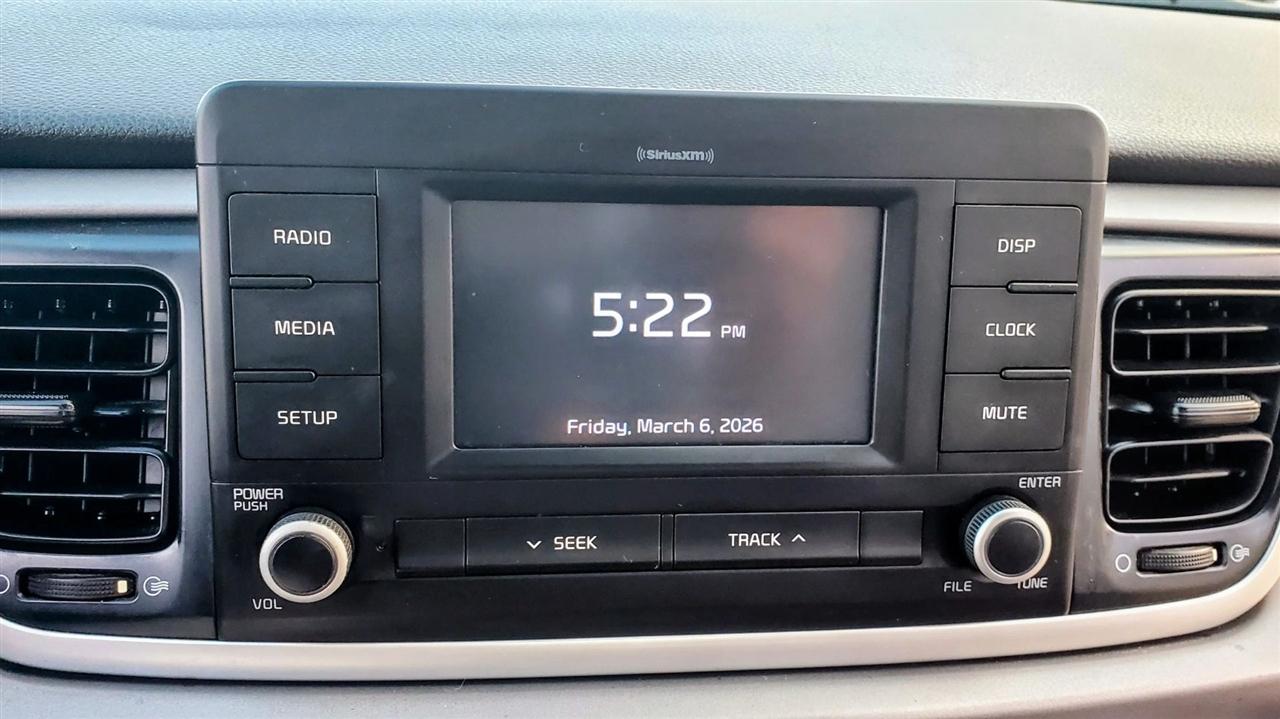 ((SiriusXM))
RADIO
DISP
5:22 PM
MEDIA
CLOCK
SETUP
MUTE
Friday, March 6, 2026
POWER
PUSH
ENTER
SEEK
TRACK
VOL
FILE
TUNE